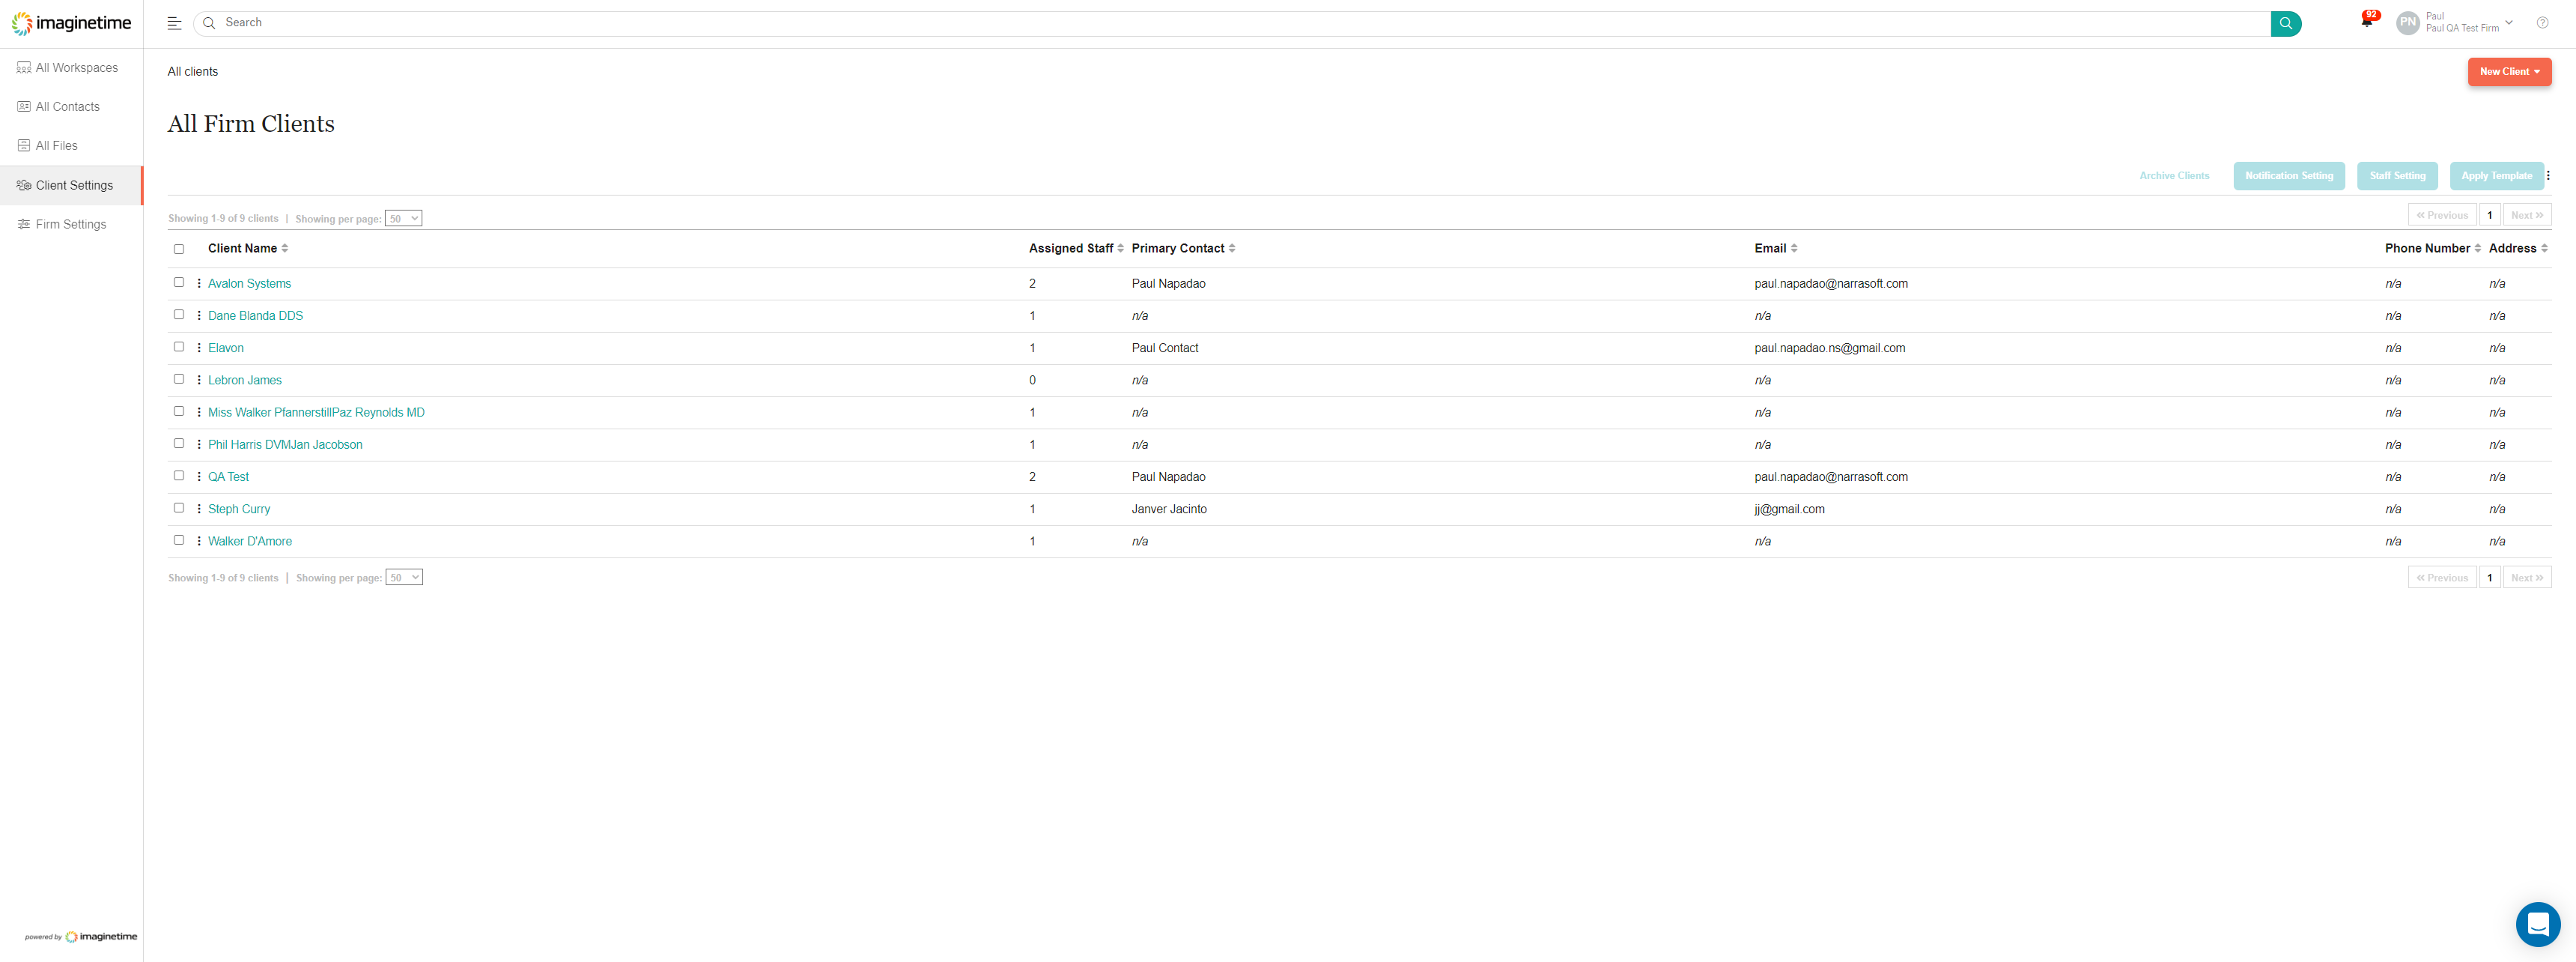 imaginetime
Search
92
PN
Paul
Paul QA Test Firm
All Workspaces
All Contacts
All Files
Client Settings
Firm Settings
All clients
New Client
All Firm Clients
Archive Clients Notification Setting Staff Setting Apply Template
Showing 1-9 of 9 clients | Showing per page: 50 « Previous 1 Next »
Client Name Assigned Staff Primary Contact Email Phone Number Address
Avalon Systems 2 Paul Napadao paul.napadao@narrasoft.com n/a n/a
Dane Blanda DDS 1 n/a n/a n/a n/a
Elavon 1 Paul Contact paul.napadao.ns@gmail.com n/a n/a
Lebron James 0 n/a n/a n/a n/a
Miss Walker PfannerstillPaz Reynolds MD 1 n/a n/a n/a n/a
Phil Harris DVMJan Jacobson 1 n/a n/a n/a n/a
QA Test 2 Paul Napadao paul.napadao@narrasoft.com n/a n/a
Steph Curry 1 Janver Jacinto jj@gmail.com n/a n/a
Walker D'Amore 1 n/a n/a n/a n/a
Showing 1-9 of 9 clients | Showing per page: 50 « Previous 1 Next »
powered by imaginetime